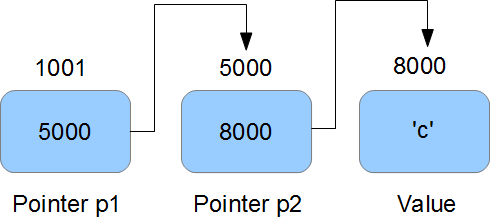 1001 5000 8000
5000 8000 'c'
Pointer p1 Pointer p2 Value